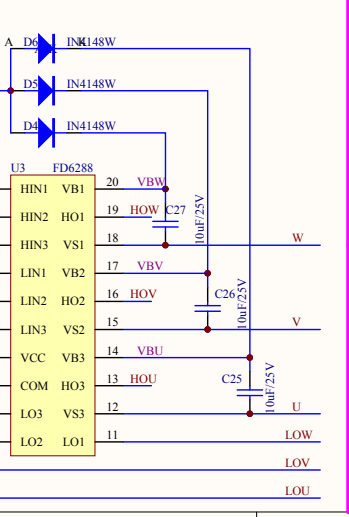 A D6 IN4148W
D5 IN4148W
D4 IN4148W
U3 FD6288
HIN1 VB1 20 VBW
HIN2 HO1 19 HOW C27
10uF/25V
HIN3 VS1 18 W
LIN1 VB2 17 VBV
LIN2 HO2 16 HOV C26
10uF/25V
LIN3 VS2 15 V
VCC VB3 14 VBU
COM HO3 13 HOU C25
10uF/25V
LO3 VS3 12 U
LO2 LO1 11 LOW
LOV
LOU